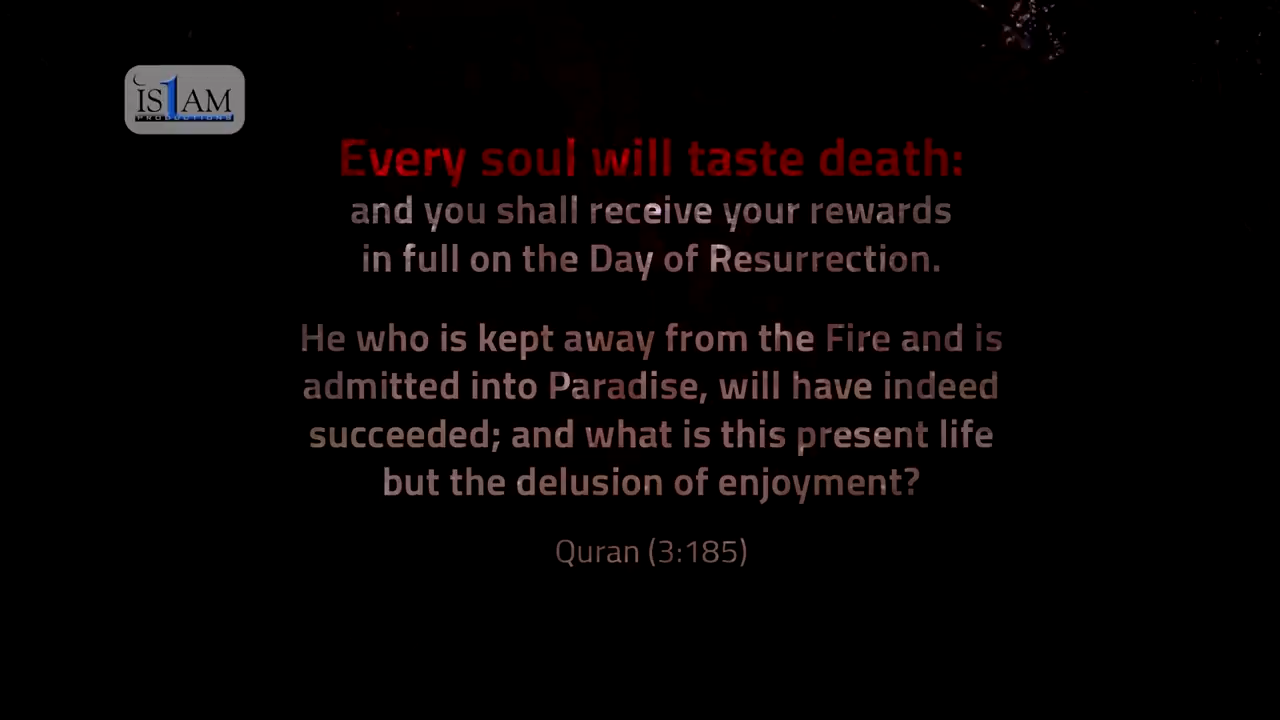 IS1AM
PRODUCTIONS
Every soul will taste death:
and you shall receive your rewards
in full on the Day of Resurrection.
He who is kept away from the Fire and is
admitted into Paradise, will have indeed
succeeded; and what is this present life
but the delusion of enjoyment?
Quran (3:185)